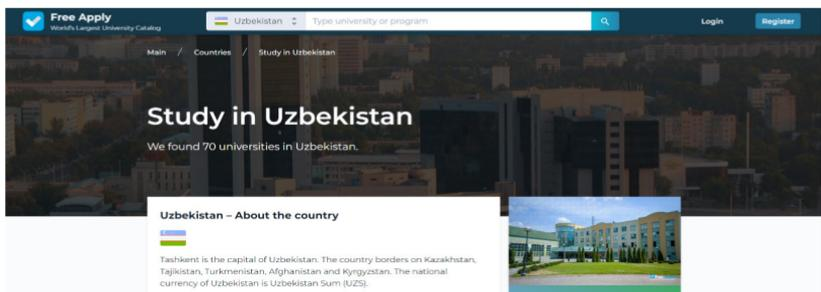 Free Apply
World's Largest University Catalog
Uzbekistan
Type university or program
Login
Register
Main / Countries / Study in Uzbekistan
Study in Uzbekistan
We found 70 universities in Uzbekistan.
Uzbekistan – About the country
Tashkent is the capital of Uzbekistan. The country borders on Kazakhstan,
Tajikistan, Turkmenistan, Afghanistan and Kyrgyzstan. The national
currency of Uzbekistan is Uzbekistan Sum (UZS).